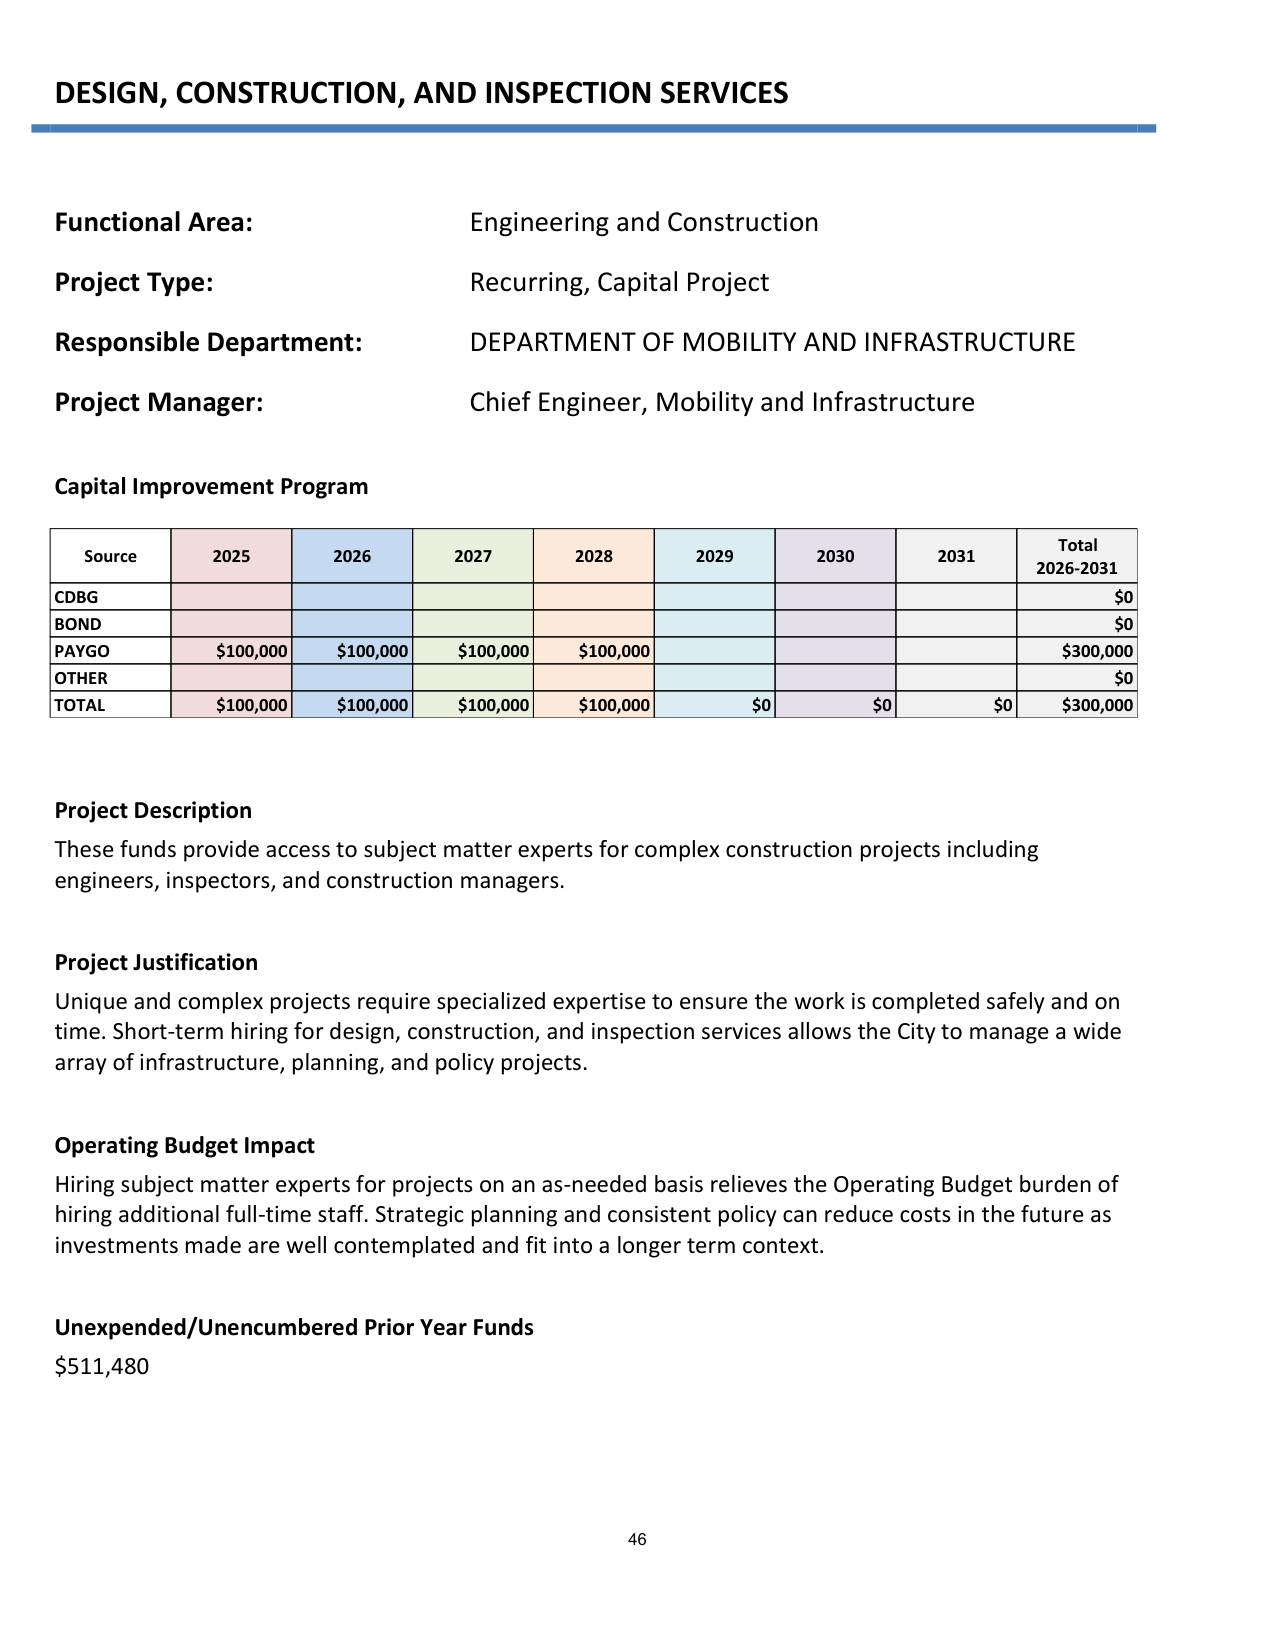 DESIGN, CONSTRUCTION, AND INSPECTION SERVICES
Functional Area: Engineering and Construction
Project Type: Recurring, Capital Project
Responsible Department: DEPARTMENT OF MOBILITY AND INFRASTRUCTURE
Project Manager: Chief Engineer, Mobility and Infrastructure
Capital Improvement Program
Source 2025 2026 2027 2028 2029 2030 2031 Total 2026-2031
CDBG $0
BOND $0
PAYGO $100,000 $100,000 $100,000 $100,000 $300,000
OTHER $0
TOTAL $100,000 $100,000 $100,000 $100,000 $0 $0 $0 $300,000
Project Description
These funds provide access to subject matter experts for complex construction projects including
engineers, inspectors, and construction managers.
Project Justification
Unique and complex projects require specialized expertise to ensure the work is completed safely and on
time. Short-term hiring for design, construction, and inspection services allows the City to manage a wide
array of infrastructure, planning, and policy projects.
Operating Budget Impact
Hiring subject matter experts for projects on an as-needed basis relieves the Operating Budget burden of
hiring additional full-time staff. Strategic planning and consistent policy can reduce costs in the future as
investments made are well contemplated and fit into a longer term context.
Unexpended/Unencumbered Prior Year Funds
$511,480
46